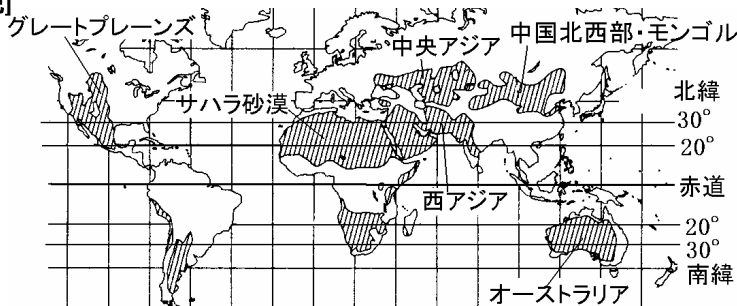 グレートプレーンズ
中央アジア
中国北西部・モンゴル
サハラ砂漠
北緯
30°
20°
赤道
西アジア
20°
30°
南緯
オーストラリア